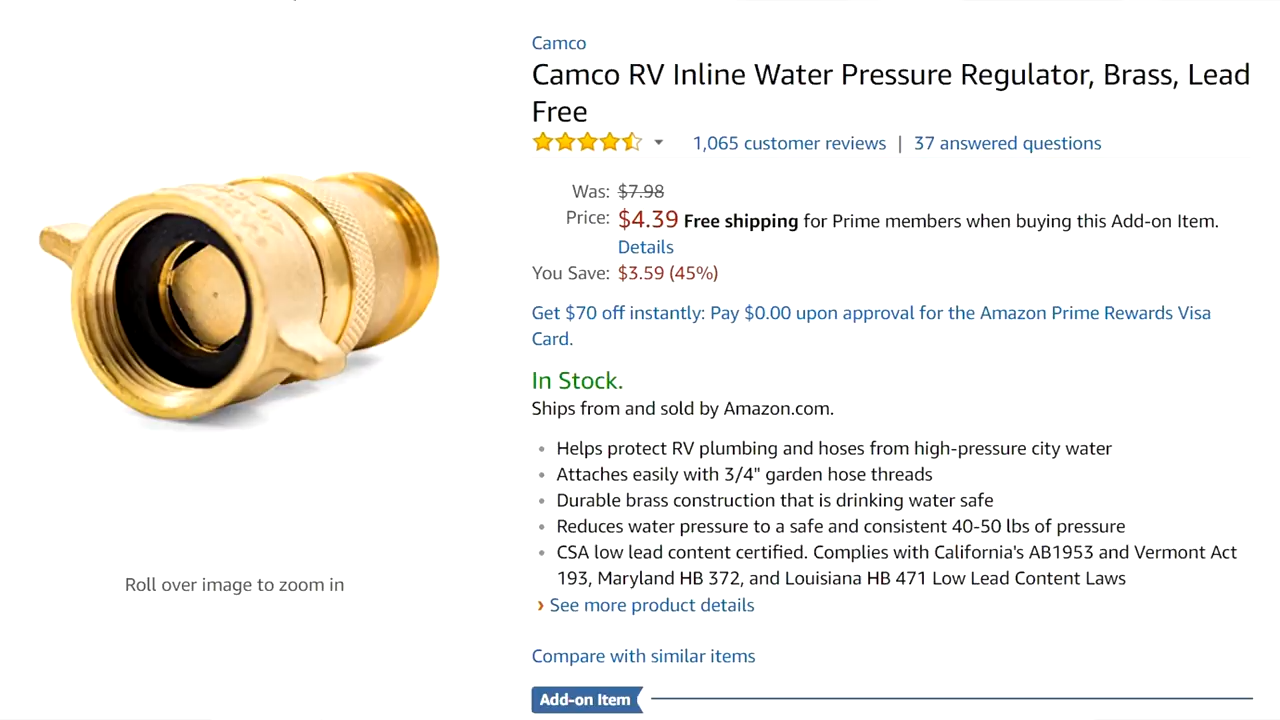 Camco
Camco RV Inline Water Pressure Regulator, Brass, Lead
Free
1,065 customer reviews | 37 answered questions
Was: $7.98
Price: $4.39 Free shipping for Prime members when buying this Add-on Item.
Details
You Save: $3.59 (45%)
Get $70 off instantly: Pay $0.00 upon approval for the Amazon Prime Rewards Visa
Card.
In Stock.
Ships from and sold by Amazon.com.
Helps protect RV plumbing and hoses from high-pressure city water
Attaches easily with 3/4" garden hose threads
Durable brass construction that is drinking water safe
Reduces water pressure to a safe and consistent 40-50 lbs of pressure
CSA low lead content certified. Complies with California's AB1953 and Vermont Act
193, Maryland HB 372, and Louisiana HB 471 Low Lead Content Laws
› See more product details
Roll over image to zoom in
Compare with similar items
Add-on Item